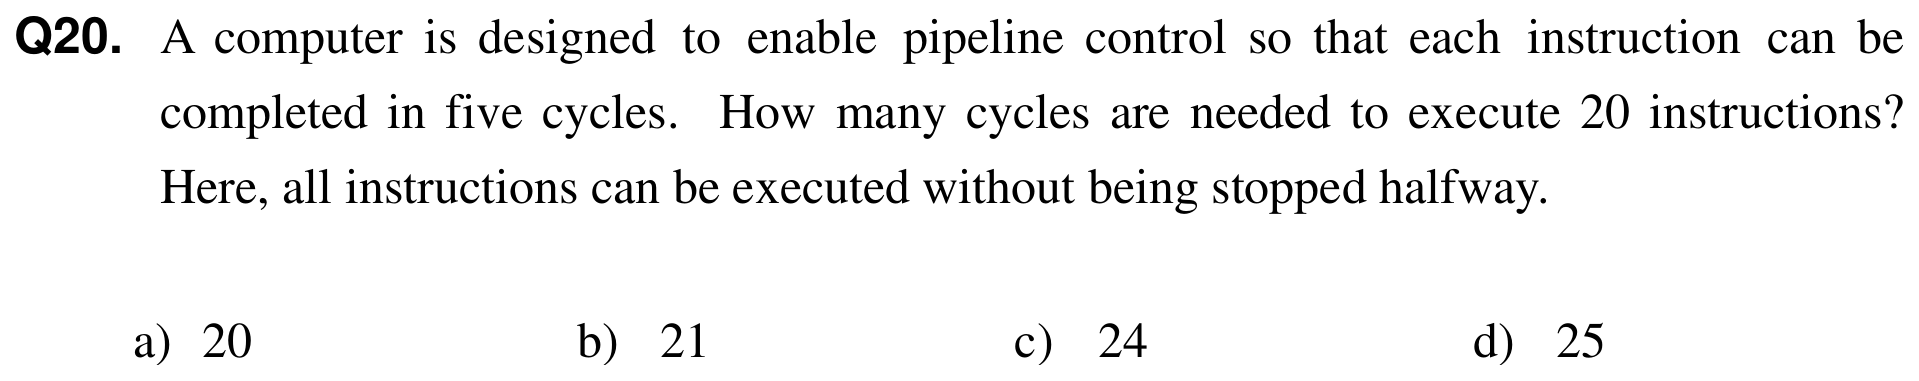 Q20. A computer is designed to enable pipeline control so that each instruction can be
completed in five cycles. How many cycles are needed to execute 20 instructions?
Here, all instructions can be executed without being stopped halfway.
a) 20 b) 21 c) 24 d) 25